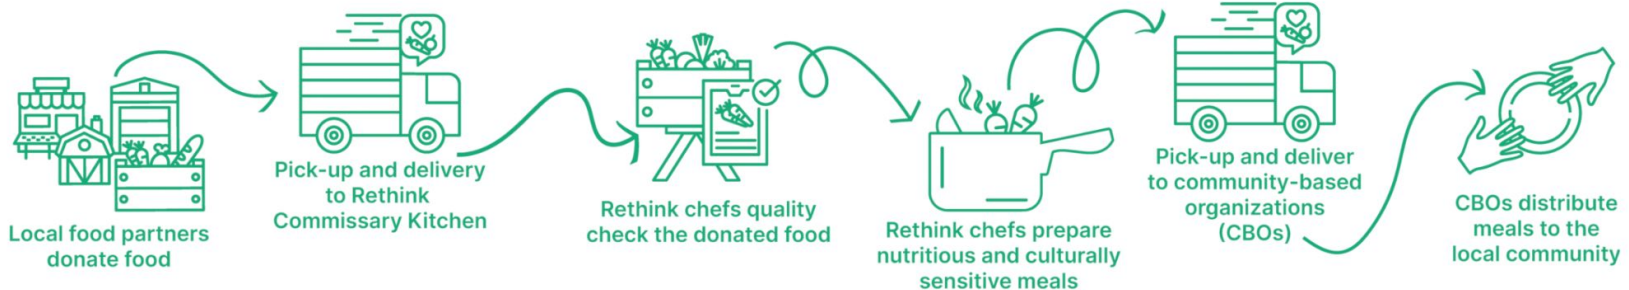 Local food partners
donate food
Pick-up and delivery
to Rethink
Commissary Kitchen
Rethink chefs quality
check the donated food
Rethink chefs prepare
nutritious and culturally
sensitive meals
Pick-up and deliver
to community-based
organizations
(CBOs)
CBOs distribute
meals to the
local community